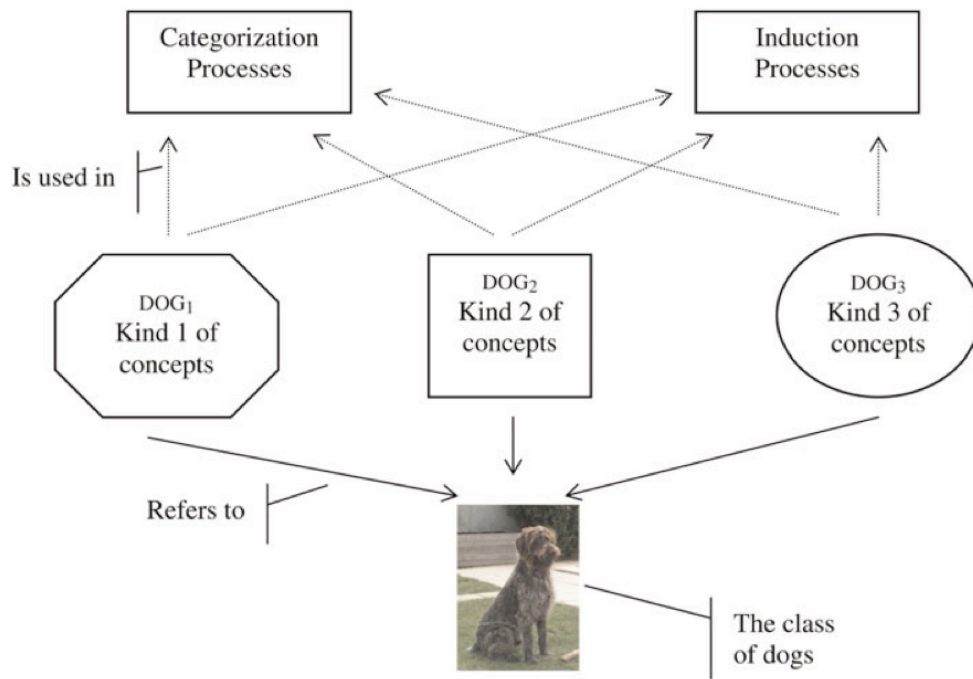 Categorization
Processes
Induction
Processes
Is used in
DOG₁
Kind 1 of
concepts
DOG₂
Kind 2 of
concepts
DOG₃
Kind 3 of
concepts
Refers to
The class
of dogs